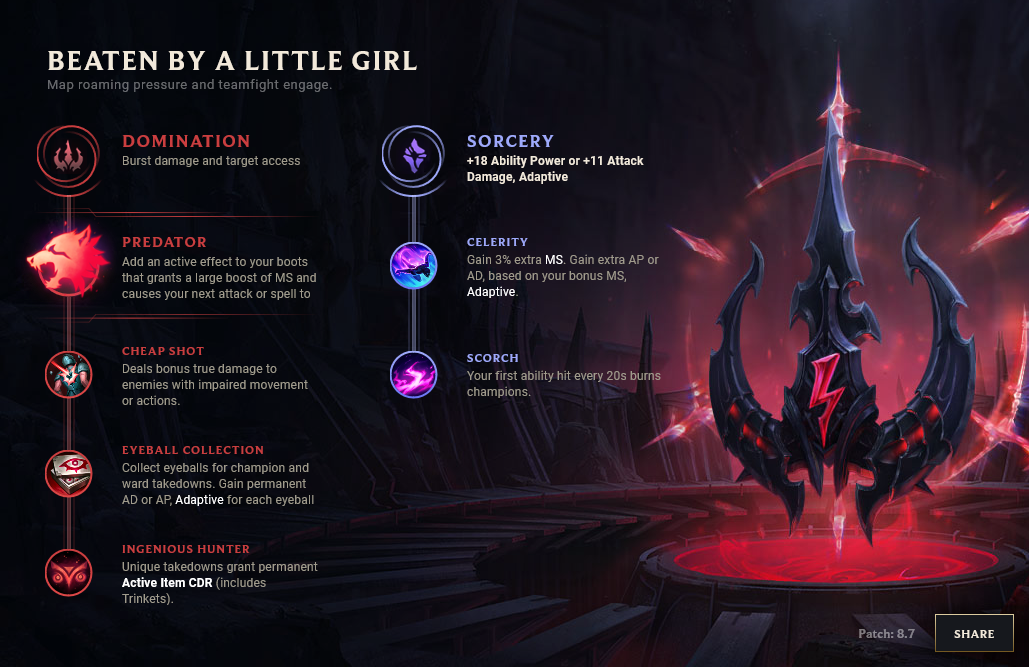 BEATEN BY A LITTLE GIRL
Map roaming pressure and teamfight engage.
DOMINATION
Burst damage and target access
PREDATOR
Add an active effect to your boots
that grants a large boost of MS and
causes your next attack or spell to
CHEAP SHOT
Deals bonus true damage to
enemies with impaired movement
or actions.
EYEBALL COLLECTION
Collect eyeballs for champion and
ward takedowns. Gain permanent
AD or AP, Adaptive for each eyeball
INGENIOUS HUNTER
Unique takedowns grant permanent
Active Item CDR (includes
Trinkets).
SORCERY
+18 Ability Power or +11 Attack
Damage, Adaptive
CELERITY
Gain 3% extra MS. Gain extra AP or
AD, based on your bonus MS,
Adaptive.
SCORCH
Your first ability hit every 20s burns
champions.
Patch: 8.7
SHARE